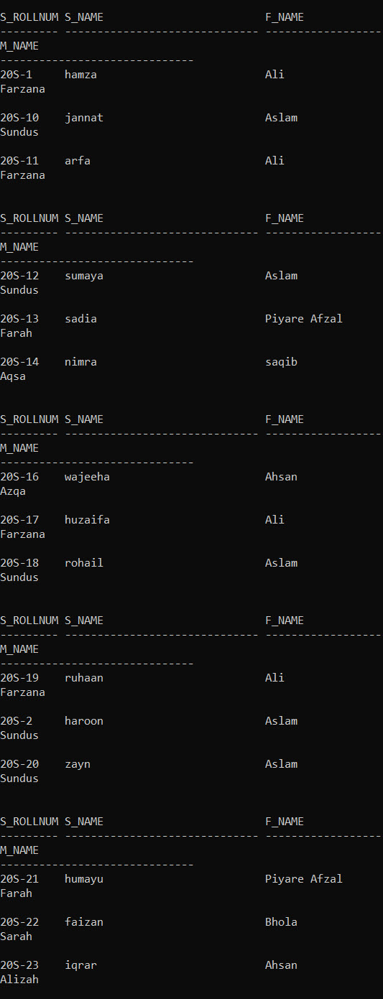 S_ROLLNUM S_NAME                         F_NAME
--------- ------------------------------ ------------------
M_NAME
------------------------------
20S-1     hamza                          Ali
Farzana

20S-10    jannat                         Aslam
Sundus

20S-11    arfa                           Ali
Farzana


S_ROLLNUM S_NAME                         F_NAME
--------- ------------------------------ ------------------
M_NAME
------------------------------
20S-12    sumaya                         Aslam
Sundus

20S-13    sadia                          Piyare Afzal
Farah

20S-14    nimra                          saqib
Aqsa


S_ROLLNUM S_NAME                         F_NAME
--------- ------------------------------ ------------------
M_NAME
------------------------------
20S-16    wajeeha                        Ahsan
Azqa

20S-17    huzaifa                        Ali
Farzana

20S-18    rohail                         Aslam
Sundus


S_ROLLNUM S_NAME                         F_NAME
--------- ------------------------------ ------------------
M_NAME
------------------------------
20S-19    ruhaan                         Ali
Farzana

20S-2     haroon                         Aslam
Sundus

20S-20    zayn                           Aslam
Sundus


S_ROLLNUM S_NAME                         F_NAME
--------- ------------------------------ ------------------
M_NAME
------------------------------
20S-21    humayu                         Piyare Afzal
Farah

20S-22    faizan                         Bhola
Sarah

20S-23    iqrar                          Ahsan
Alizah